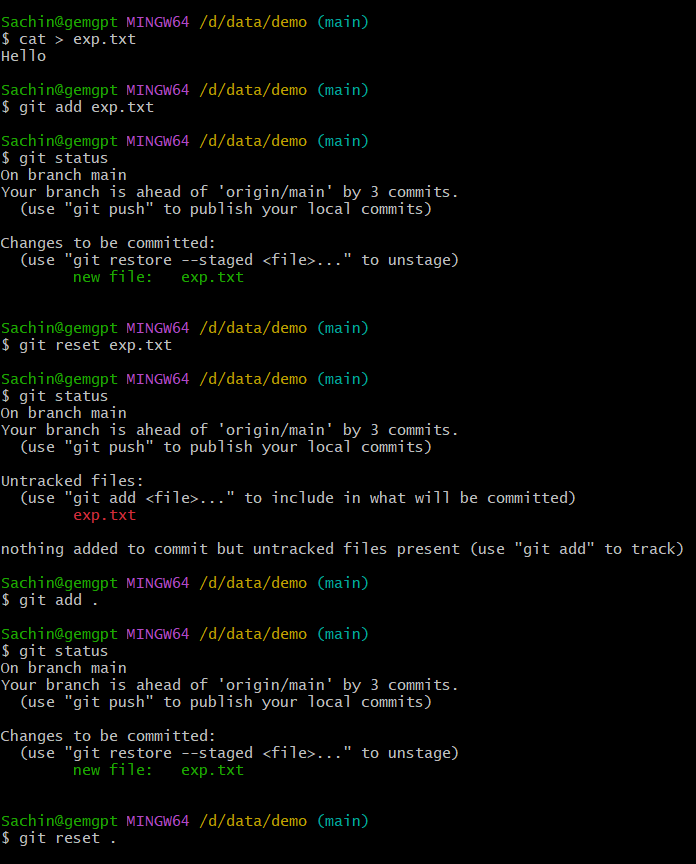 Sachin@gemgpt MINGW64 /d/data/demo (main)
$ cat > exp.txt
Hello
Sachin@gemgpt MINGW64 /d/data/demo (main)
$ git add exp.txt
Sachin@gemgpt MINGW64 /d/data/demo (main)
$ git status
On branch main
Your branch is ahead of 'origin/main' by 3 commits.
  (use "git push" to publish your local commits)
Changes to be committed:
  (use "git restore --staged <file>..." to unstage)
        new file:   exp.txt
Sachin@gemgpt MINGW64 /d/data/demo (main)
$ git reset exp.txt
Sachin@gemgpt MINGW64 /d/data/demo (main)
$ git status
On branch main
Your branch is ahead of 'origin/main' by 3 commits.
  (use "git push" to publish your local commits)
Untracked files:
  (use "git add <file>..." to include in what will be committed)
        exp.txt
nothing added to commit but untracked files present (use "git add" to track)
Sachin@gemgpt MINGW64 /d/data/demo (main)
$ git add .
Sachin@gemgpt MINGW64 /d/data/demo (main)
$ git status
On branch main
Your branch is ahead of 'origin/main' by 3 commits.
  (use "git push" to publish your local commits)
Changes to be committed:
  (use "git restore --staged <file>..." to unstage)
        new file:   exp.txt
Sachin@gemgpt MINGW64 /d/data/demo (main)
$ git reset .